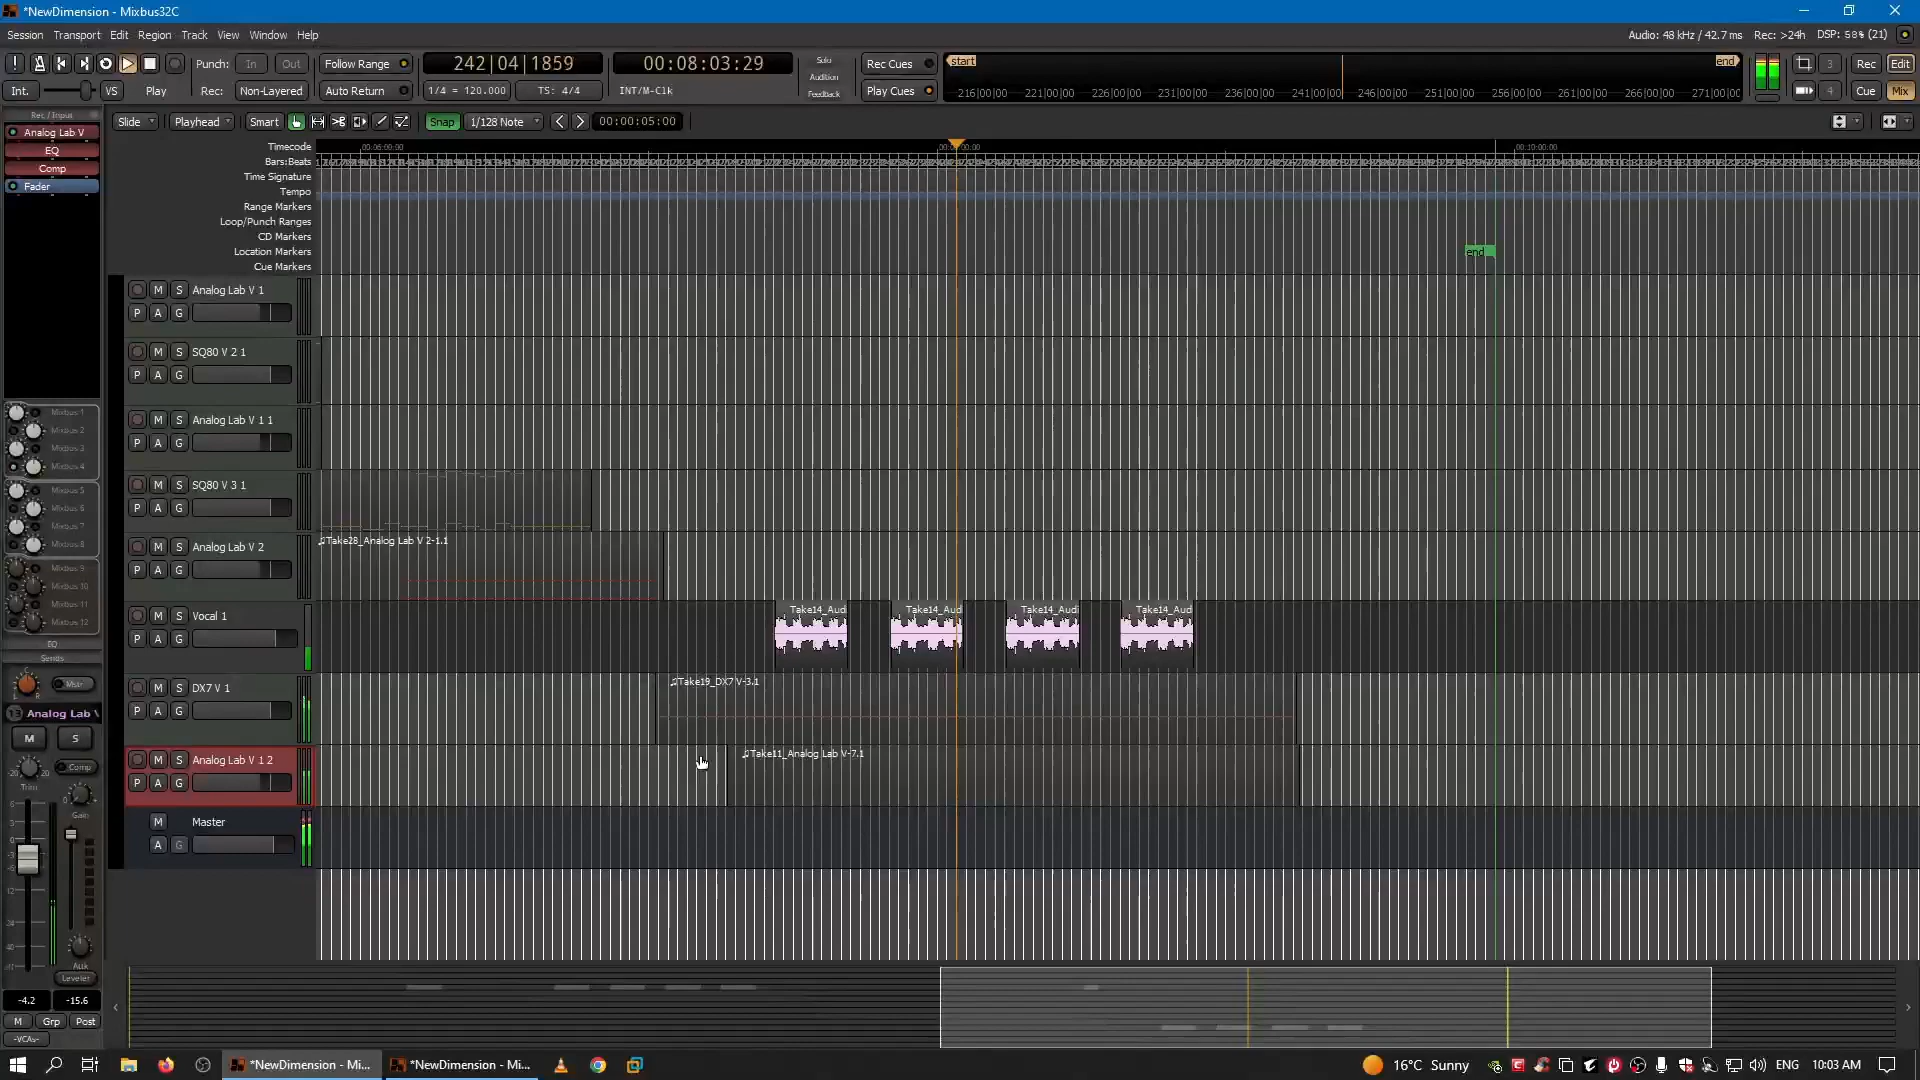 *NewDimension - Mixbus32C
Session Transport Edit Region Track View Window Help
Audio: 48 kHz / 42.7 ms Rec: >24h DSP: 58% (21)
Punch: In Out Follow Range 242|04|1859 00:08:03:29 Solo Audition Feedback Rec Cues start end 3 Rec Edit
Int. VS Play Rec: Non-Layered Auto Return 1/4 = 120.000 TS: 4/4 INT/M-Clk Play Cues 216|00|00 221|00|00 226|00|00 231|00|00 236|00|00 241|00|00 246|00|00 251|00|00 256|00|00 261|00|00 266|00|00 271|00|00 4 Cue Mix
Rec / Input
Slide Playhead Smart Snap 1/128 Note 00:00:05:00
Analog Lab V
EQ
Comp
Fader
Timecode 00:06:00:00 00:10:00:00
Bars:Beats
Time Signature
Tempo
Range Markers
Loop/Punch Ranges
CD Markers
Location Markers end
Cue Markers
M S Analog Lab V 1
P A G
M S SQ80 V 2 1
P A G
M S Analog Lab V 1 1
P A G
M S SQ80 V 3 1
P A G
Take28_Analog Lab V 2-1.1
M S Analog Lab V 2
P A G
Take14_Audi Take14_Aud Take14_Audi Take14_Aud
M S Vocal 1
P A G
Take19_DX7 V-3.1
M S DX7 V 1
P A G
Take11_Analog Lab V-7.1
M S Analog Lab V 1 2
P A G
M Master
A G
Mixbus 1
Mixbus 2
Mixbus 3
Mixbus 4
Mixbus 5
Mixbus 6
Mixbus 7
Mixbus 8
Mixbus 9
Mixbus 10
Mixbus 11
Mixbus 12
EQ
Sends
C
L R Mstr
13 Analog Lab V
M S
-20 20 Comp
Trim
Gain
Aux
Leveler
-4.2 -15.6
M Grp Post
-VCAs-
*NewDimension - Mi... *NewDimension - Mi... 16°C Sunny ENG 10:03 AM